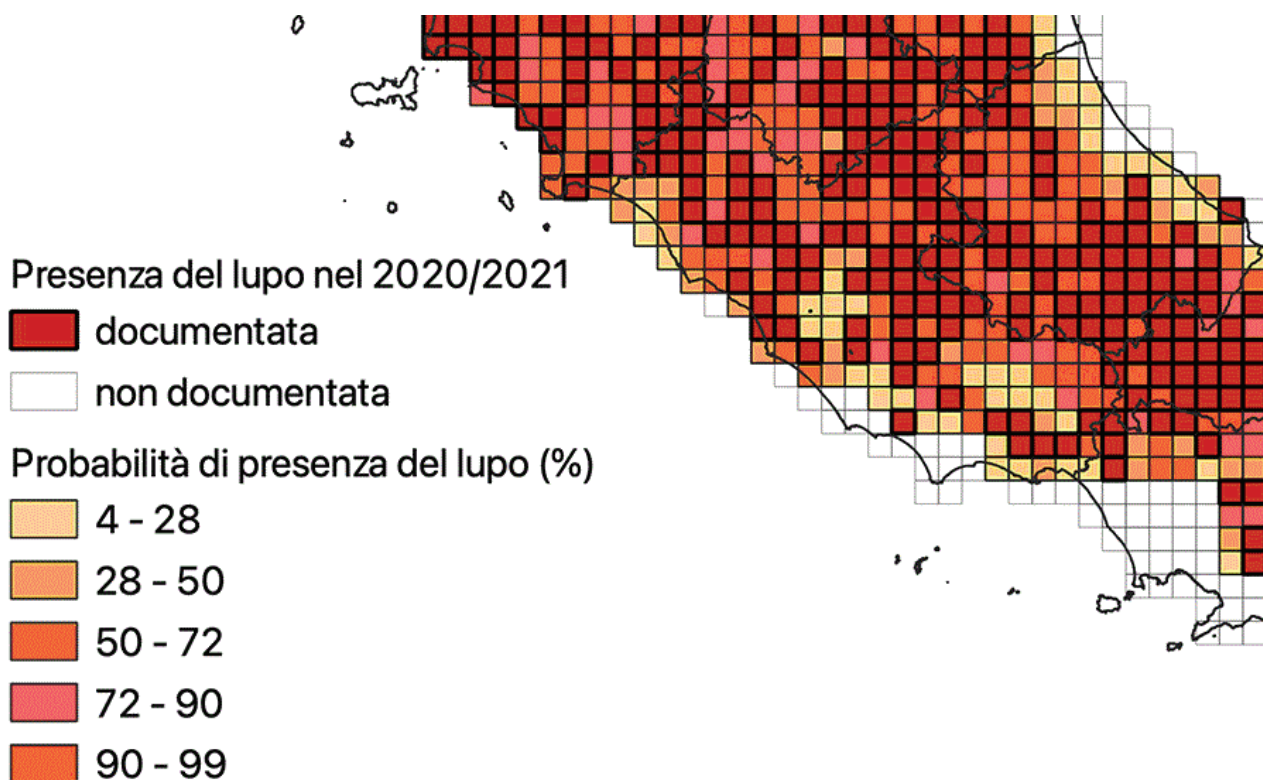 Presenza del lupo nel 2020/2021
documentata
non documentata
Probabilità di presenza del lupo (%)
4 - 28
28 - 50
50 - 72
72 - 90
90 - 99